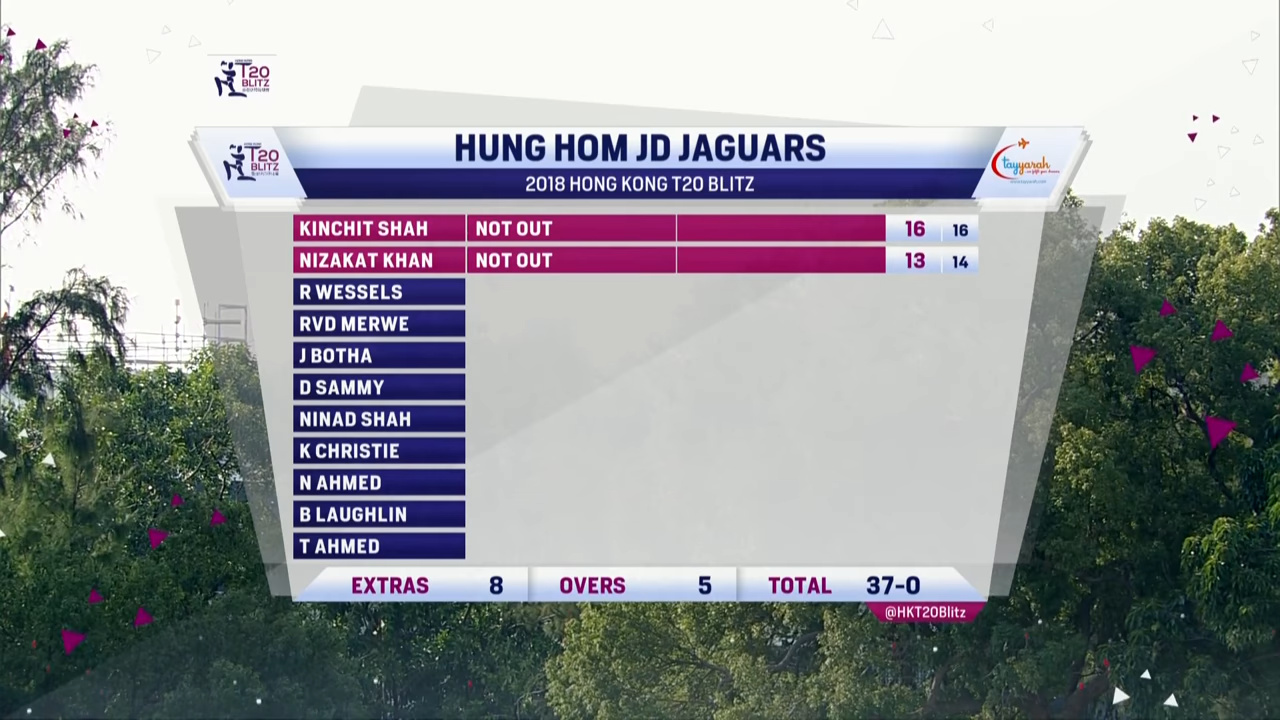 T20
BLITZ
HUNG HOM JD JAGUARS
T20
BLITZ
tayyarah
2018 HONG KONG T20 BLITZ
KINCHIT SHAH NOT OUT 16 16
NIZAKAT KHAN NOT OUT 13 14
R WESSELS
RVD MERWE
J BOTHA
D SAMMY
NINAD SHAH
K CHRISTIE
N AHMED
B LAUGHLIN
T AHMED
EXTRAS 8 OVERS 5 TOTAL 37-0
@HKT20Blitz